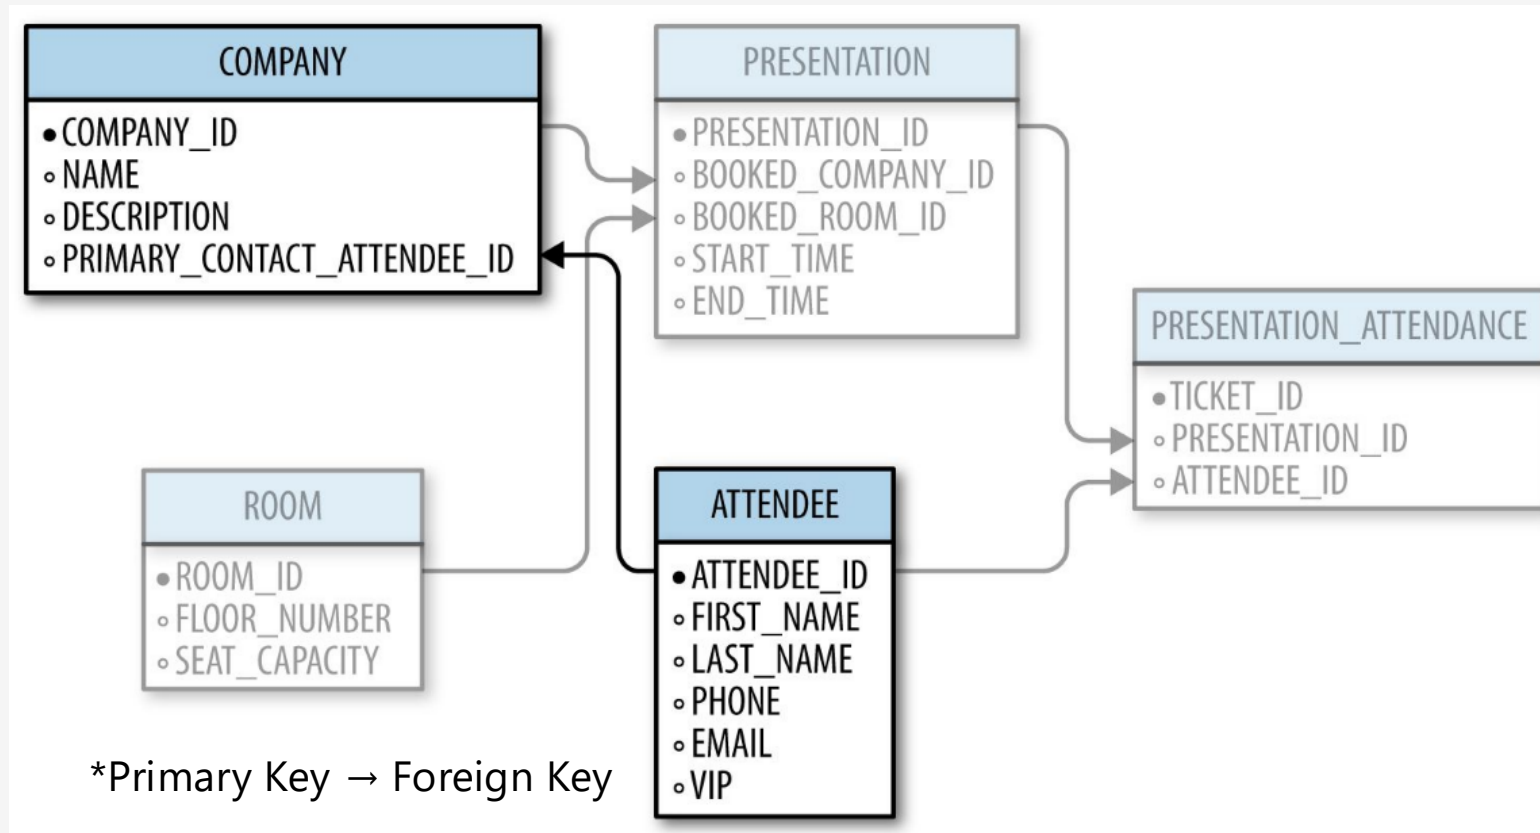 COMPANY
COMPANY_ID
NAME
DESCRIPTION
PRIMARY_CONTACT_ATTENDEE_ID
PRESENTATION
PRESENTATION_ID
BOOKED_COMPANY_ID
BOOKED_ROOM_ID
START_TIME
END_TIME
PRESENTATION_ATTENDANCE
TICKET_ID
PRESENTATION_ID
ATTENDEE_ID
ROOM
ROOM_ID
FLOOR_NUMBER
SEAT_CAPACITY
ATTENDEE
ATTENDEE_ID
FIRST_NAME
LAST_NAME
PHONE
EMAIL
VIP
*Primary Key → Foreign Key